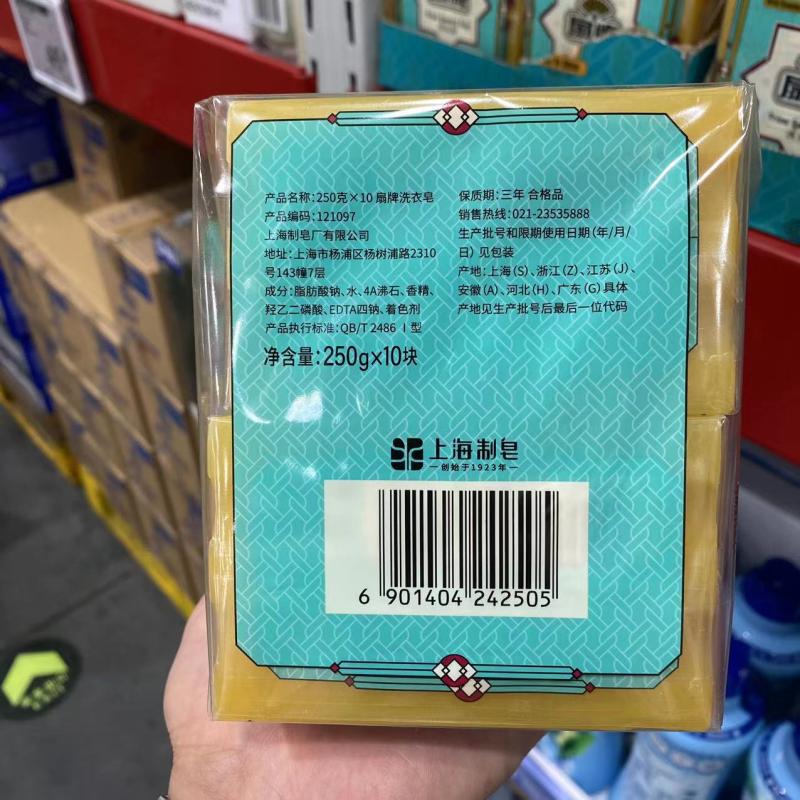 产品名称:250克×10 扇牌洗衣皂
产品编码:121097
上海制皂厂有限公司
地址:上海市杨浦区杨树浦路2310
号143幢7层
成分:脂肪酸钠、水、4A沸石、香精、
羟乙二磷酸、EDTA四钠、着色剂
产品执行标准:QB/T 2486 Ⅰ型
净含量:250g×10块
保质期:三年 合格品
销售热线:021-23535888
生产批号和限期使用日期(年/月/
日) 见包装
产地:上海(S)、浙江(Z)、江苏(J)、
安徽(A)、河北(H)、广东(G)具体
产地见生产批号后最后一位代码
上海制皂
创始于1923年
6 901404 242505